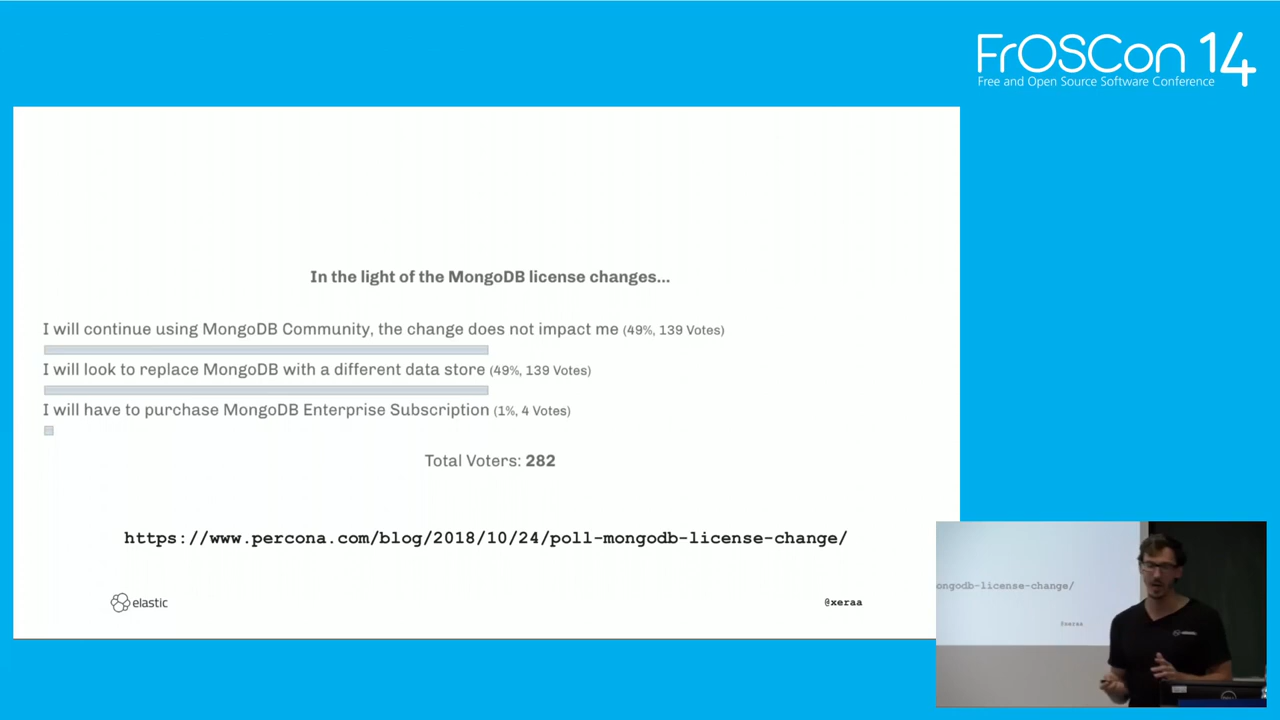 FrOSCon 14
Free and Open Source Software Conference
In the light of the MongoDB license changes...
I will continue using MongoDB Community, the change does not impact me (49%, 139 Votes)
I will look to replace MongoDB with a different data store (49%, 139 Votes)
I will have to purchase MongoDB Enterprise Subscription (1%, 4 Votes)
Total Voters: 282
https://www.percona.com/blog/2018/10/24/poll-mongodb-license-change/
elastic
@xeraa
ongodb-license-change/
@xeraa